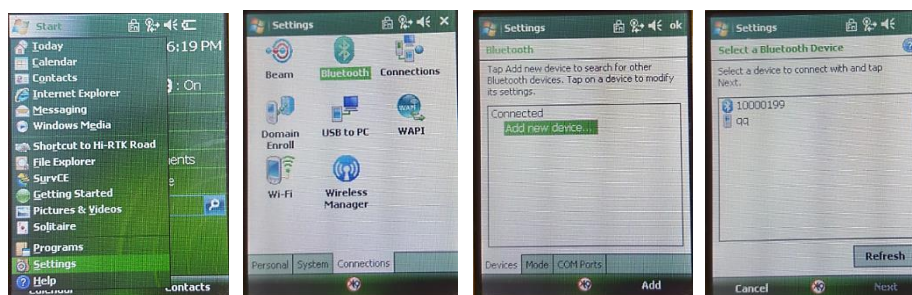 Start
Today
6:19 PM
Calendar
Contacts
: On
Internet Explorer
Messaging
Windows Media
Shortcut to Hi-RTK Road
File Explorer
ents
SurvCE
e
Getting Started
Pictures & Videos
Solitaire
Programs
Settings
Help
Calendar
Contacts
Settings
Beam
Bluetooth
Connections
Domain
Enroll
USB to PC
WAPI
Wi-Fi
Wireless
Manager
Personal System Connections
Settings
ok
Bluetooth
Tap Add new device to search for other
Bluetooth devices. Tap on a device to modify
its settings.
Connected
Add new device...
Devices Mode COM Ports
Add
Settings
Select a Bluetooth Device
Select a device to connect with and tap
Next.
10000199
qq
Refresh
Cancel
Next